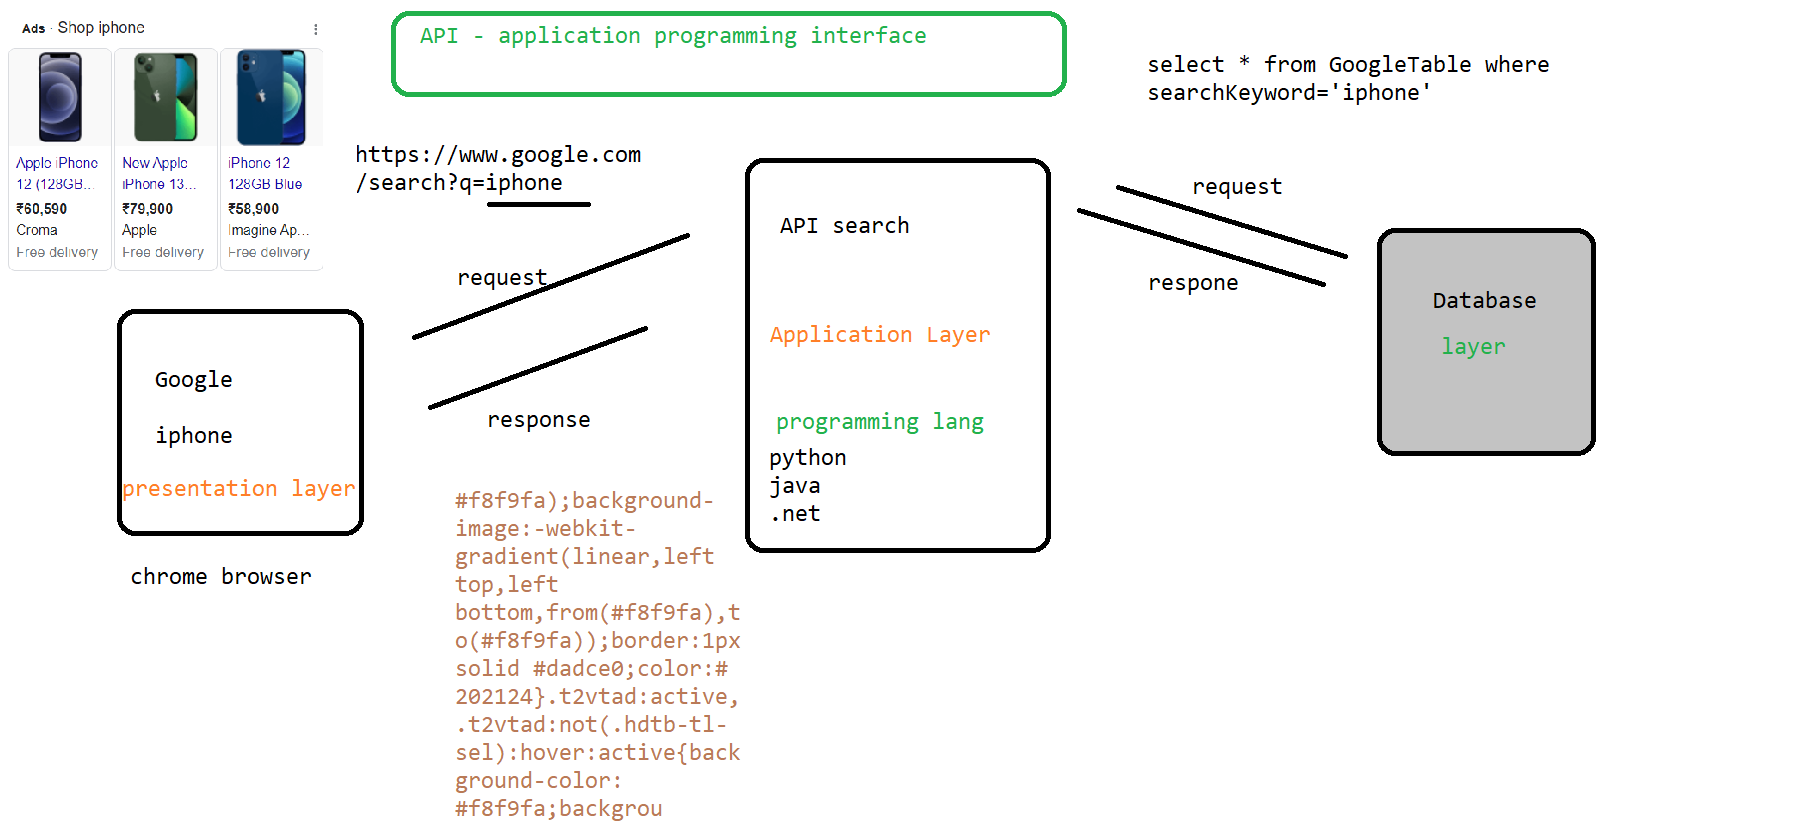 Ads · Shop iphone
Apple iPhone
12 (128GB...
₹60,590
Croma
Free delivery
New Apple
iPhone 13...
₹79,900
Apple
Free delivery
iPhone 12
128GB Blue
₹58,900
Imagine Ap...
Free delivery
API - application programming interface
select * from GoogleTable where
searchKeyword='iphone'
https://www.google.com
/search?q=iphone
request
response
Google
iphone
presentation layer
chrome browser
#f8f9fa);background-
image:-webkit-
gradient(linear,left
top,left
bottom,from(#f8f9fa),t
o(#f8f9fa));border:1px
solid #dadce0;color:#
202124}.t2vtad:active,
.t2vtad:not(.hdtb-tl-
sel):hover:active{back
ground-color:
#f8f9fa;backgrou
API search
Application Layer
programming lang
python
java
.net
request
respone
Database
layer